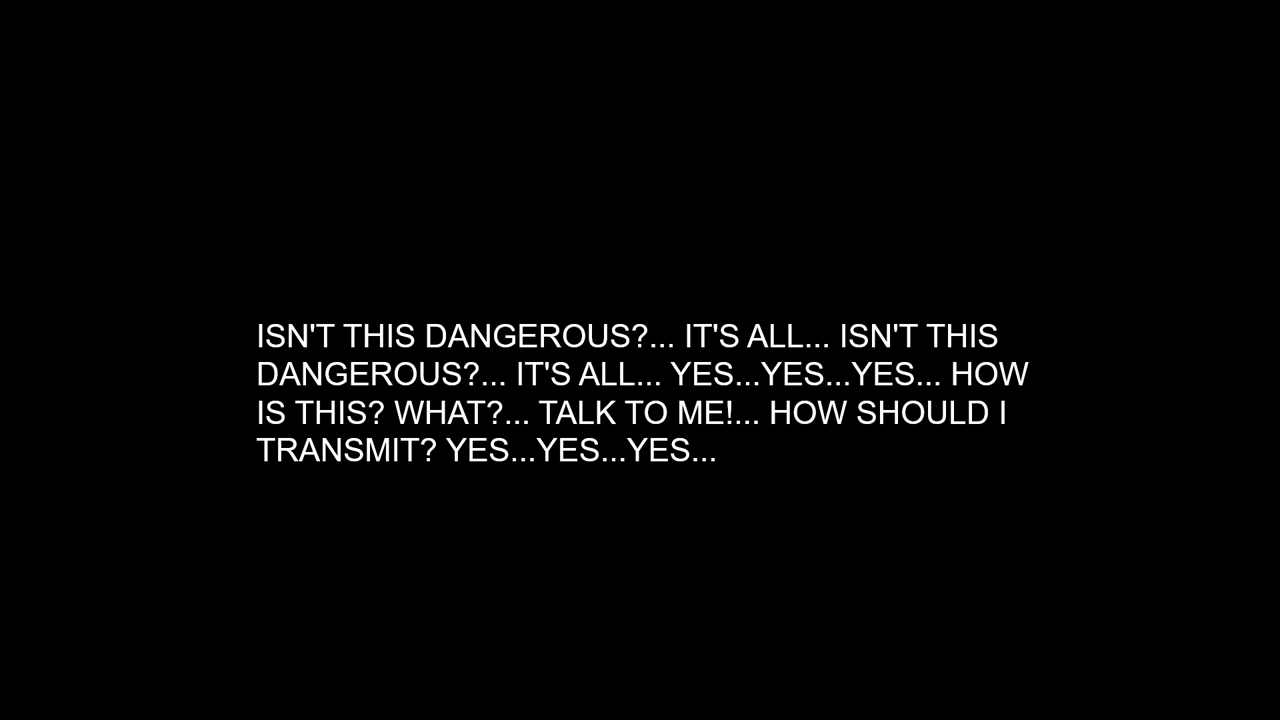 ISN'T THIS DANGEROUS?... IT'S ALL... ISN'T THIS
DANGEROUS?... IT'S ALL... YES...YES...YES... HOW
IS THIS? WHAT?... TALK TO ME!... HOW SHOULD I
TRANSMIT? YES...YES...YES...